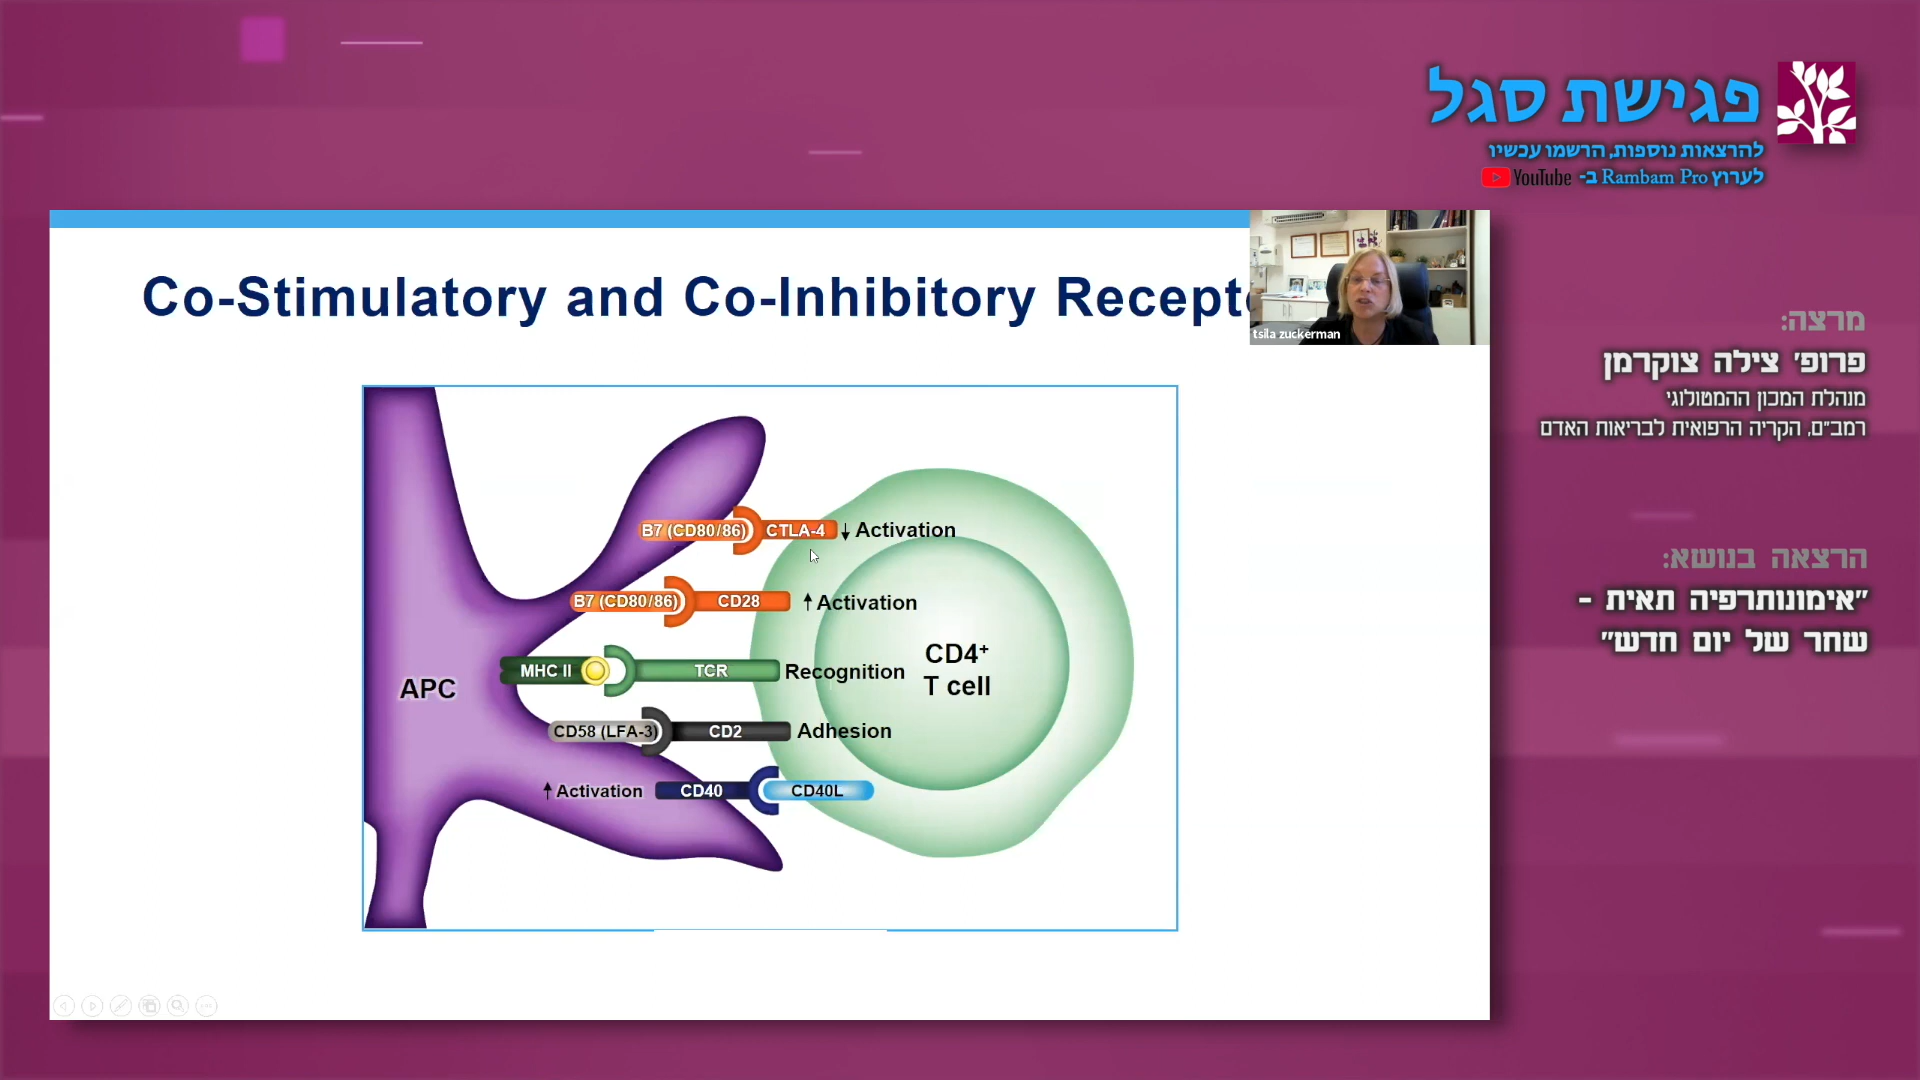 פגישת סגל
להרצאות נוספות, הרשמו עכשיו
לערוץ Rambam Pro ב- YouTube
Co-Stimulatory and Co-Inhibitory Recept
tsila zuckerman
מרצה:
פרופ' צילה צוקרמן
מנהלת המכון ההמטולוגי
רמב"ם, הקריה הרפואית לבריאות האדם
הרצאה בנושא:
"אימונותרפיה תאית -
שחר של יום חדש"
B7 (CD80/86) CTLA-4 ↓ Activation
B7 (CD80/86) CD28 ↑ Activation
MHC II TCR Recognition
CD4+
T cell
APC
CD58 (LFA-3) CD2 Adhesion
↑ Activation CD40 CD40L